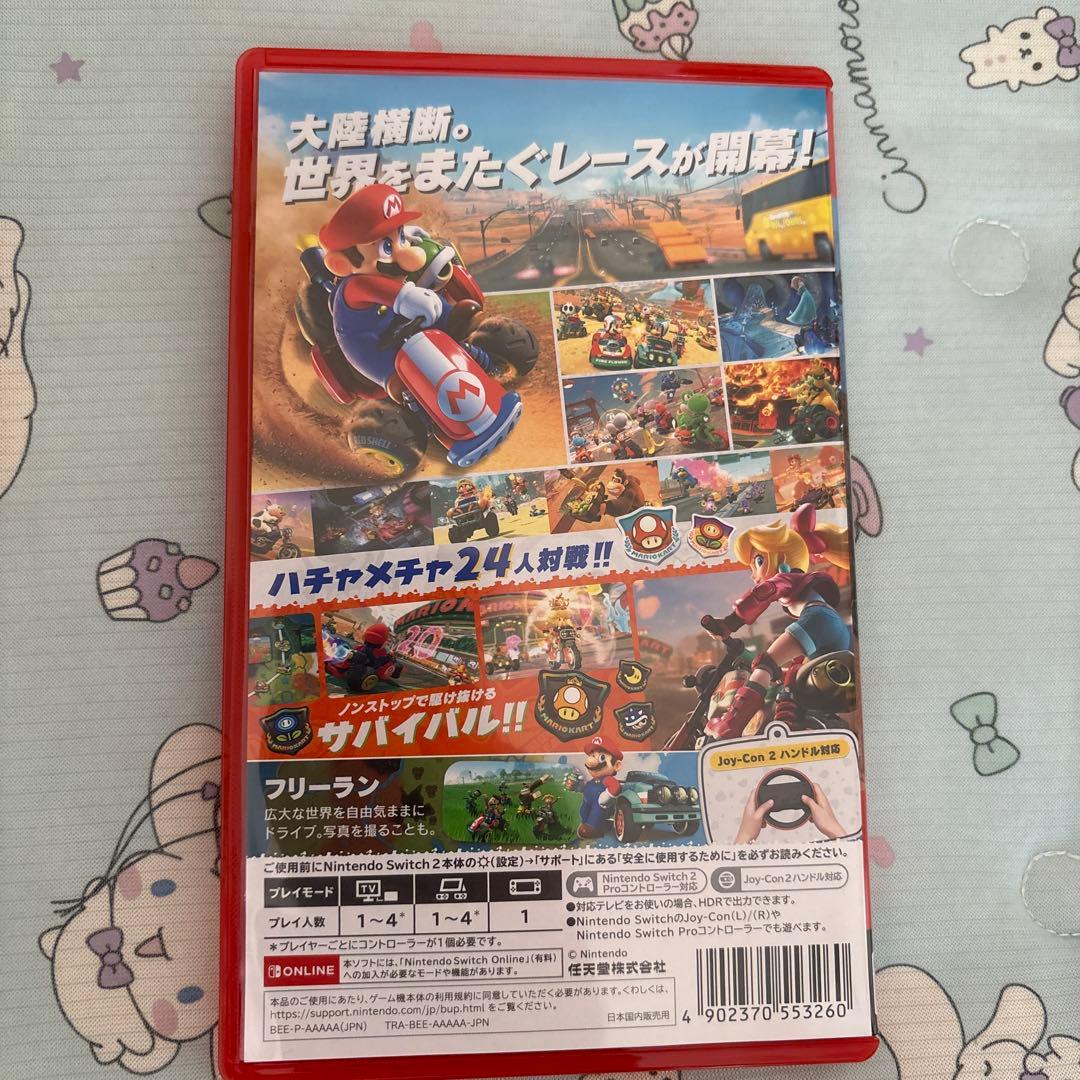 Cinnamoro
大陸横断。
世界をまたぐレースが開幕!
M
M
RED SHELL
FIRE FLOWER
MARIOKART
ハチャメチャ24人対戦!!
MARIO KART
20
ノンストップで駆け抜ける
サバイバル!!
MARIOKART
MARIOKART
フリーラン
広大な世界を自由気ままに
ドライブ。写真を撮ることも。
Joy-Con 2 ハンドル対応
ご使用前にNintendo Switch 2本体の(設定)→「サポート」にある「安全に使用するために」を必ずお読みください。
プレイモード TV
プレイ人数 1~4* 1~4* 1
*プレイヤーごとにコントローラーが1個必要です。
Nintendo Switch 2
Proコントローラー対応
Joy-Con 2ハンドル対応
●対応テレビをお使いの場合、HDRで出力できます。
●Nintendo SwitchのJoy-Con(L)/(R)や
Nintendo Switch Proコントローラーでも遊べます。
ONLINE
本ソフトには、「Nintendo Switch Online」(有料)
への加入が必要なモードや機能があります。
© Nintendo
任天堂株式会社
本品のご使用にあたり、ゲーム機本体の利用規約に同意していただく必要があります。くわしくは、
https://support.nintendo.com/jp/bup.html をご覧ください。
BEE-P-AAAAA(JPN) TRA-BEE-AAAAA-JPN
日本国内販売用
4 902370 553260